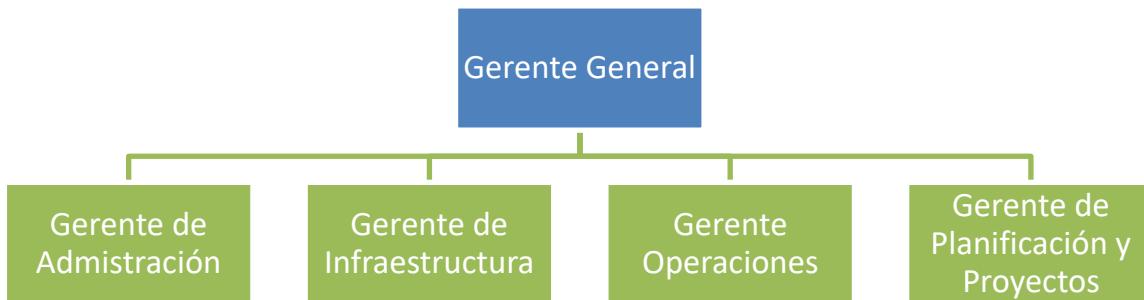 Gerente General
Gerente de
Admistración
Gerente de
Infraestructura
Gerente
Operaciones
Gerente de
Planificación y
Proyectos